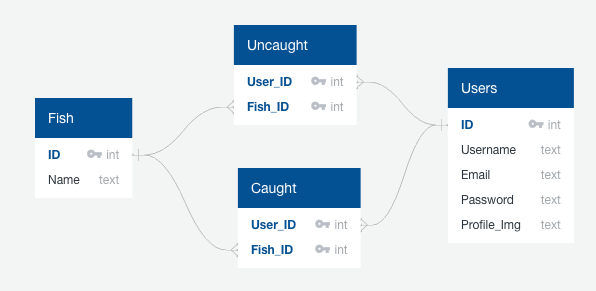 Uncaught
User_ID int
Fish_ID int
Users
ID int
Username text
Email text
Password text
Profile_Img text
Fish
ID int
Name text
Caught
User_ID int
Fish_ID int